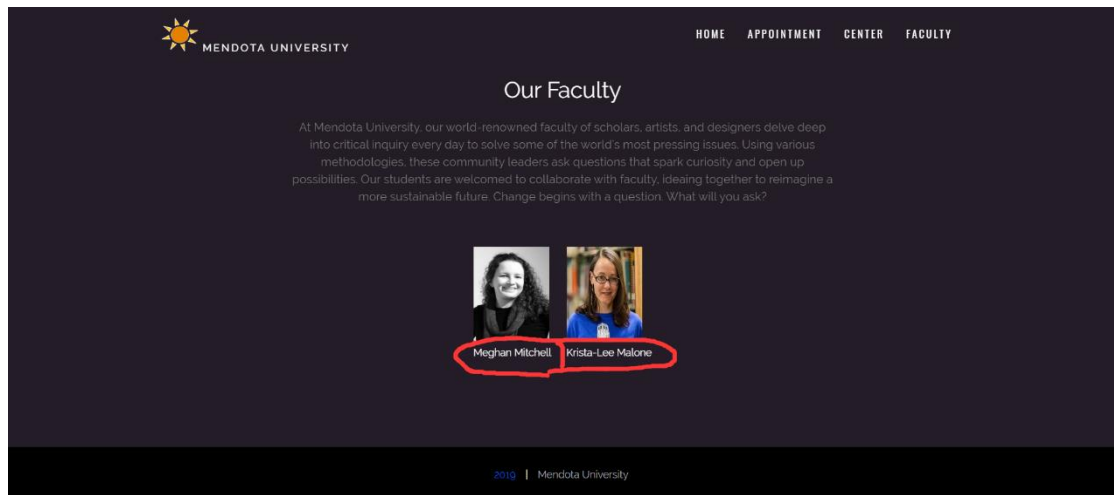 MENDOTA UNIVERSITY
HOME APPOINTMENT CENTER FACULTY
Our Faculty
At Mendota University, our world-renowned faculty of scholars, artists, and designers delve deep
into critical inquiry every day to solve some of the world's most pressing issues. Using various
methodologies, these community leaders ask questions that spark curiosity and open up
possibilities. Our students are welcomed to collaborate with faculty, ideaing together to reimagine a
more sustainable future. Change begins with a question. What will you ask?
Meghan Mitchell Krista-Lee Malone
2019 | Mendota University